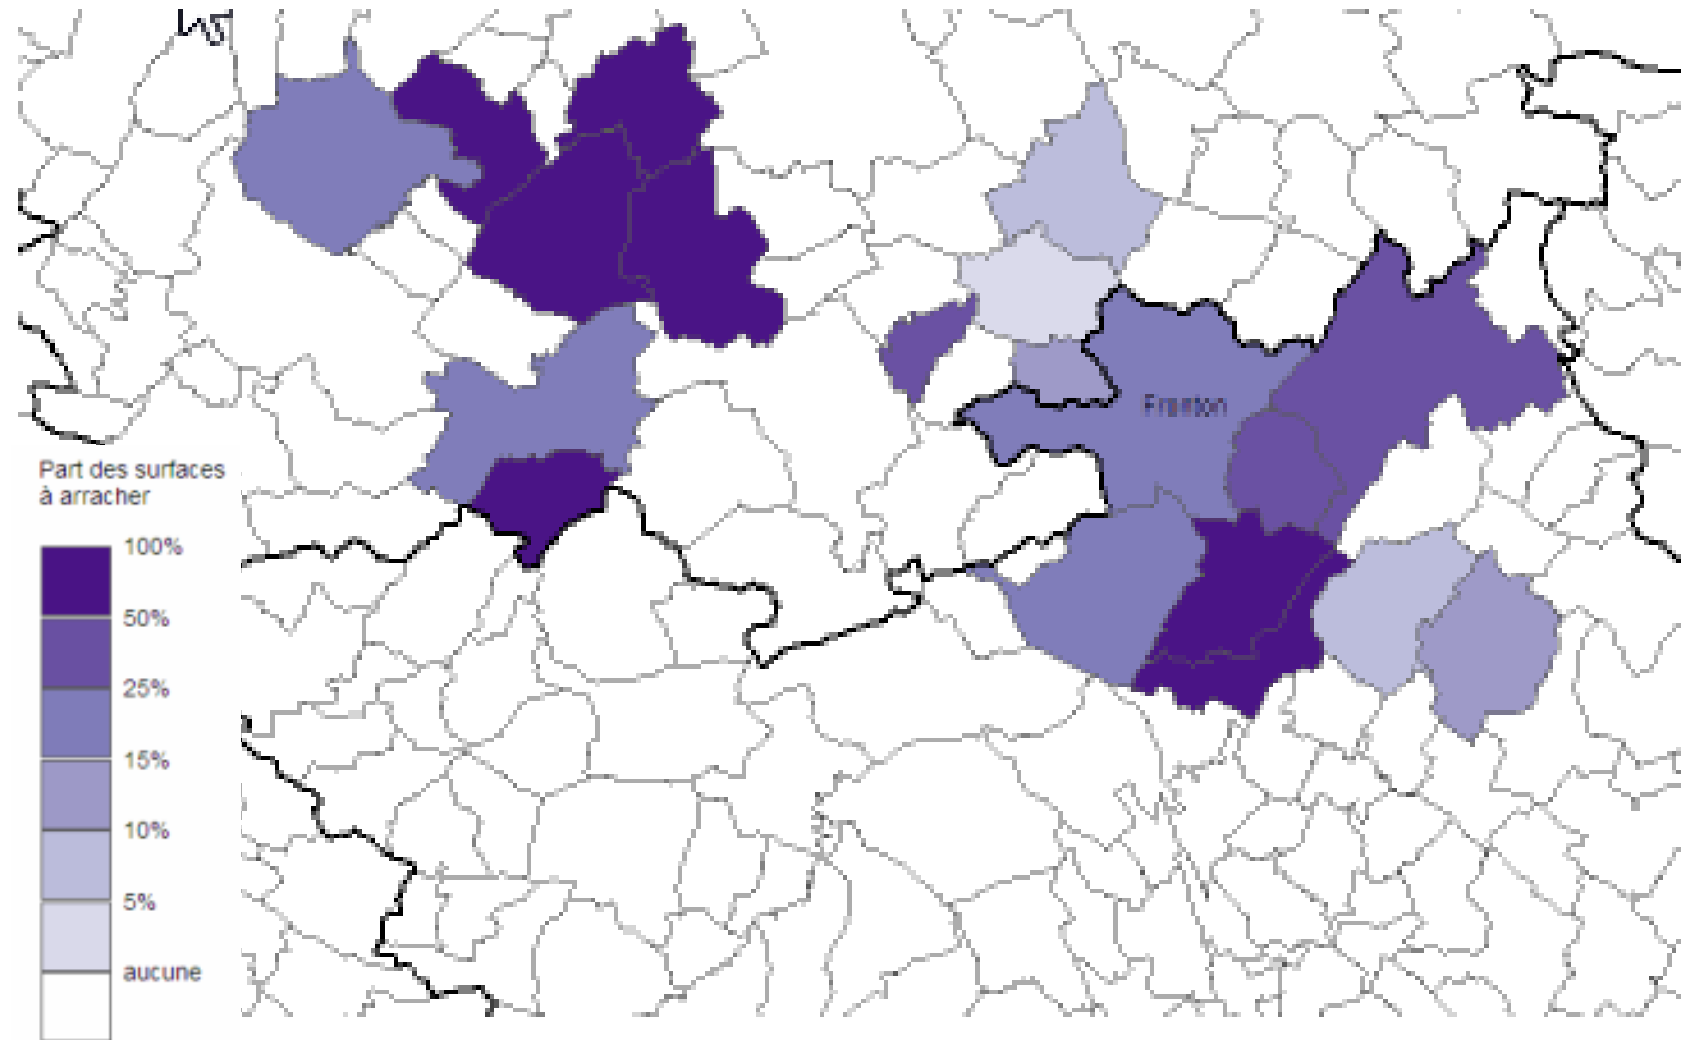 Fronton
Part des surfaces
à arracher
100%
50%
25%
15%
10%
5%
aucune